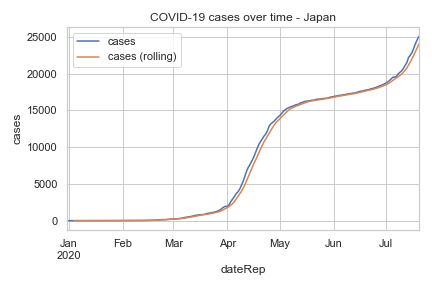 COVID-19 cases over time - Japan
cases
cases (rolling)
25000
20000
15000
10000
5000
0
cases
Jan Feb Mar Apr May Jun Jul
2020
dateRep